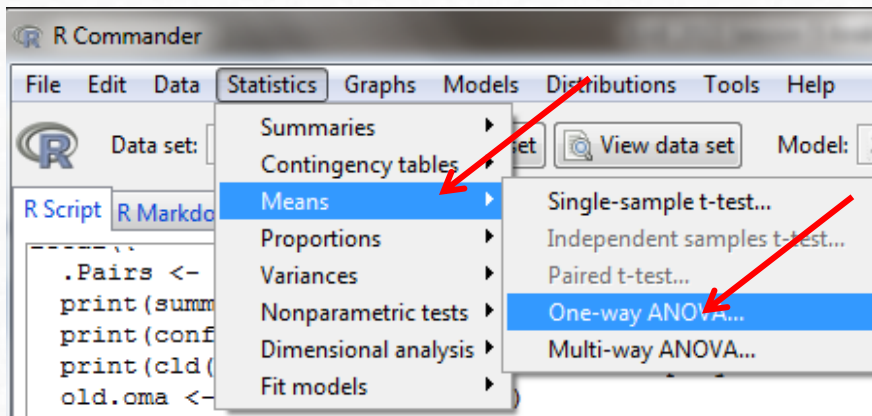 R Commander
File Edit Data Statistics Graphs Models Distributions Tools Help
R Data set: set View data set Model:
R Script R Markdo
Summaries
Contingency tables
Means
Proportions
Variances
Nonparametric tests
Dimensional analysis
Fit models
Single-sample t-test...
Independent samples t-test...
Paired t-test...
One-way ANOVA...
Multi-way ANOVA...
.Pairs <-
print(summ
print(conf
print(cld(
old.oma <- )